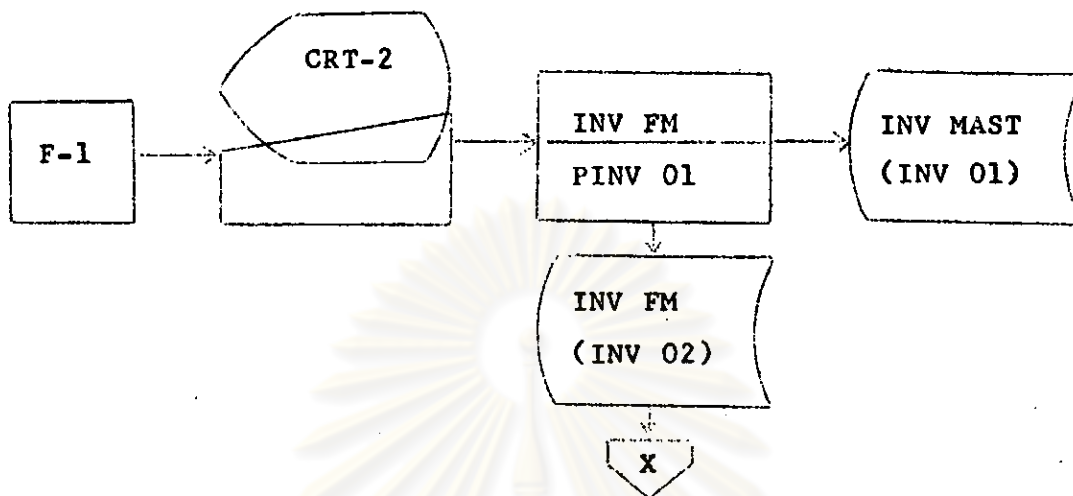 F-1
CRT-2
INV FM
PINV 01
INV MAST
(INV 01)
INV FM
(INV 02)
X